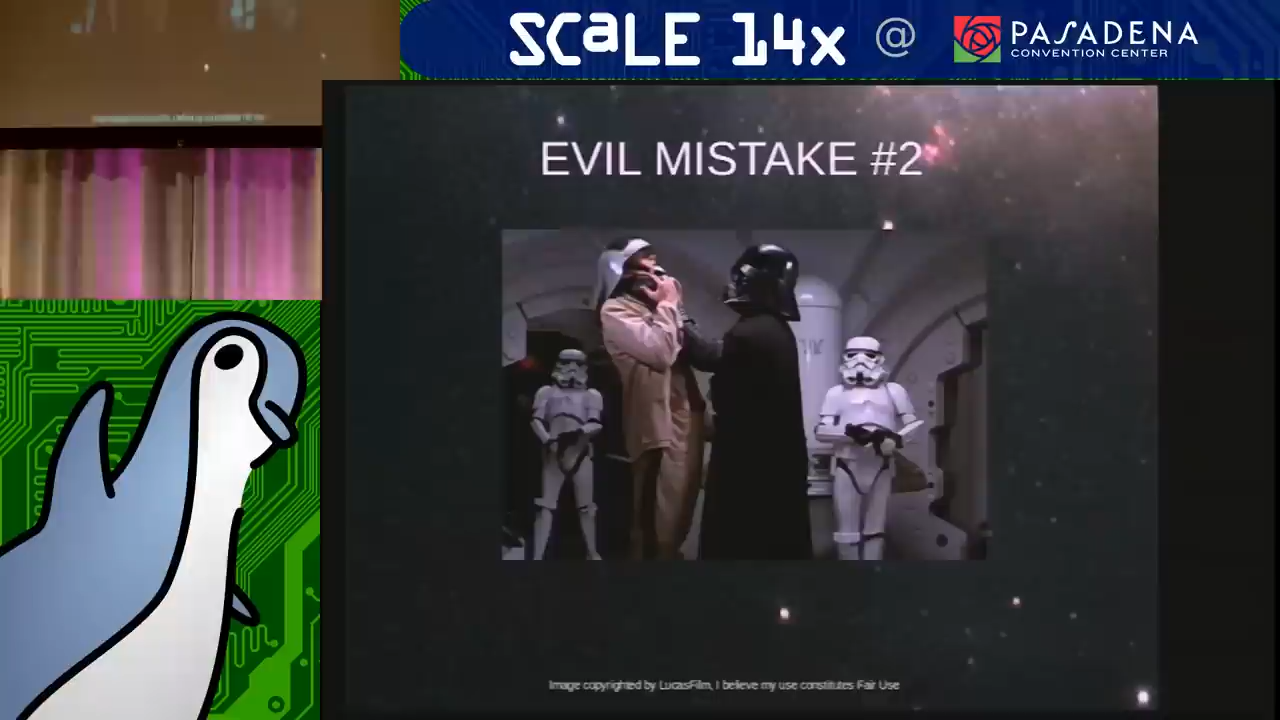 SCALE 14x @ PASADENA
CONVENTION CENTER
EVIL MISTAKE #2
Image copyrighted by LucasFilm, I believe my use constitutes Fair Use